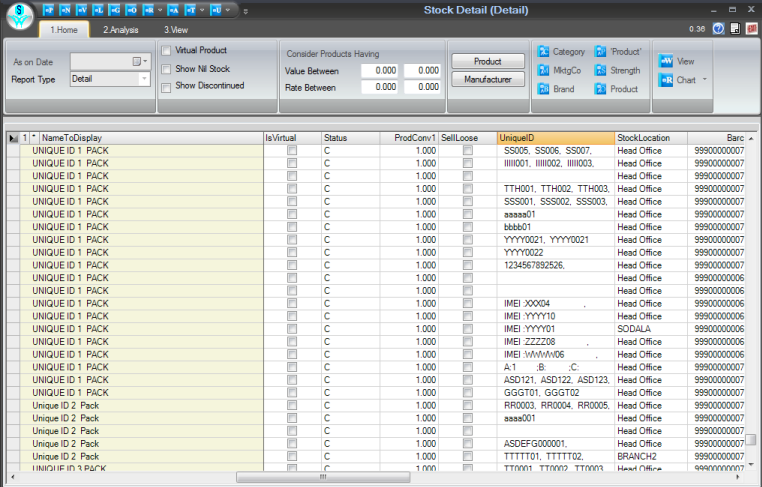 Stock Detail (Detail)
1.Home 2.Analysis 3.View 0.36
As on Date
Report Type Detail
Virtual Product
Show Nil Stock
Show Discontinued
Consider Products Having
Value Between 0.000 0.000
Rate Between 0.000 0.000
Product
Manufacturer
Category 'Product'
MktgCo Strength
Brand Product
View
Chart
1 * NameToDisplay IsVirtual Status ProdConv1 SellLoose UniqueID StockLocation Barc
UNIQUE ID 1 PACK C 1.000 SS005, SS006, SS007, Head Office 99900000007
UNIQUE ID 1 PACK C 1.000 IIIII001, IIIII002, IIIII003, Head Office 99900000007
UNIQUE ID 1 PACK C 1.000 Head Office 99900000007
UNIQUE ID 1 PACK C 1.000 TTH001, TTH002, TTH003, Head Office 99900000007
UNIQUE ID 1 PACK C 1.000 SSS001, SSS002, SSS003, Head Office 99900000007
UNIQUE ID 1 PACK C 1.000 aaaaa01 Head Office 99900000007
UNIQUE ID 1 PACK C 1.000 bbbb01 Head Office 99900000007
UNIQUE ID 1 PACK C 1.000 YYYY0021, YYYY0021 Head Office 99900000007
UNIQUE ID 1 PACK C 1.000 YYYY0022 Head Office 99900000007
UNIQUE ID 1 PACK C 1.000 1234567892526, Head Office 99900000007
UNIQUE ID 1 PACK C 1.000 Head Office 99900000006
UNIQUE ID 1 PACK C 1.000 Head Office 99900000006
UNIQUE ID 1 PACK C 1.000 IMEI :XXX04 , Head Office 99900000006
UNIQUE ID 1 PACK C 1.000 IMEI :YYYY10 Head Office 99900000006
UNIQUE ID 1 PACK C 1.000 IMEI :YYYY01 SODALA 99900000006
UNIQUE ID 1 PACK C 1.000 IMEI :ZZZZ08 , Head Office 99900000006
UNIQUE ID 1 PACK C 1.000 Head Office 99900000006
UNIQUE ID 1 PACK C 1.000 A:1 ;B: ;C: Head Office 99900000007
UNIQUE ID 1 PACK C 1.000 ASD121, ASD122, ASD123, Head Office 99900000007
UNIQUE ID 1 PACK C 1.000 GGGT01, GGGT02 Head Office 99900000007
Unique ID 2 Pack C 1.000 RR0003, RR0004, RR0005, Head Office 99900000007
Unique ID 2 Pack C 1.000 aaaa001 Head Office 99900000007
Unique ID 2 Pack C 1.000 Head Office 99900000007
Unique ID 2 Pack C 1.000 ASDEFG000001, Head Office 99900000007
Unique ID 2 Pack C 1.000 TTTTT01, TTTTT02, BRANCH2 99900000007
UNIQUE ID 3 PACK C 1.000 TT0001, TT0002, TT0003 Head Office 99900000007